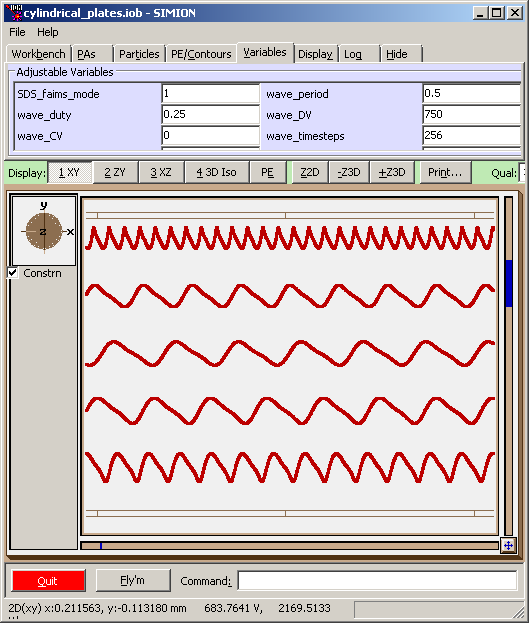 cylindrical_plates.iob - SIMION
File Help
Workbench PAs Particles PE/Contours Variables Display Log Hide
Adjustable Variables
SDS_faims_mode 1 wave_period 0.5
wave_duty 0.25 wave_DV 750
wave_CV 0 wave_timesteps 256
Display: 1 XY 2 ZY 3 XZ 4 3D Iso PE Z2D -Z3D +Z3D Print... Qual:
y
z x
Constrn
Quit Fly'm Command:
2D(xy) x:0.211563, y:-0.113180 mm 683.7641 V, 2169.5133